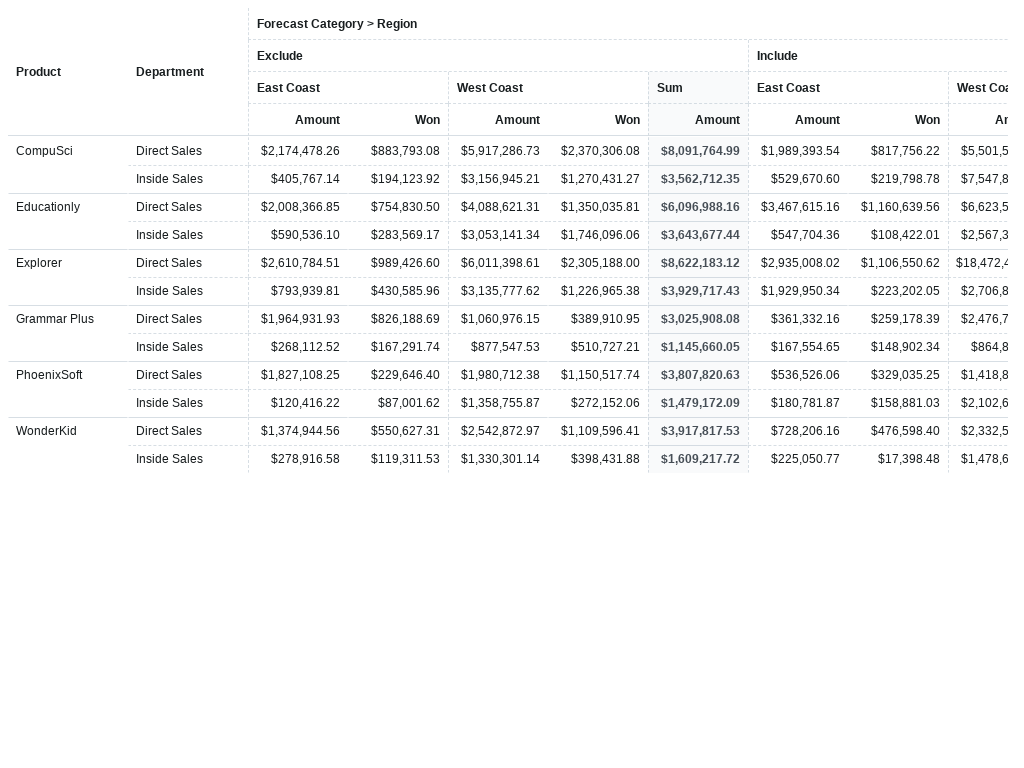 Forecast Category > Region
Exclude Include
Product Department East Coast West Coast Sum East Coast West Coa
Amount Won Amount Won Amount Amount Won Ar
CompuSci Direct Sales $2,174,478.26 $883,793.08 $5,917,286.73 $2,370,306.08 $8,091,764.99 $1,989,393.54 $817,756.22 $5,501,5
Inside Sales $405,767.14 $194,123.92 $3,156,945.21 $1,270,431.27 $3,562,712.35 $529,670.60 $219,798.78 $7,547,8
Educationly Direct Sales $2,008,366.85 $754,830.50 $4,088,621.31 $1,350,035.81 $6,096,988.16 $3,467,615.16 $1,160,639.56 $6,623,5
Inside Sales $590,536.10 $283,569.17 $3,053,141.34 $1,746,096.06 $3,643,677.44 $547,704.36 $108,422.01 $2,567,3
Explorer Direct Sales $2,610,784.51 $989,426.60 $6,011,398.61 $2,305,188.00 $8,622,183.12 $2,935,008.02 $1,106,550.62 $18,472,4
Inside Sales $793,939.81 $430,585.96 $3,135,777.62 $1,226,965.38 $3,929,717.43 $1,929,950.34 $223,202.05 $2,706,8
Grammar Plus Direct Sales $1,964,931.93 $826,188.69 $1,060,976.15 $389,910.95 $3,025,908.08 $361,332.16 $259,178.39 $2,476,7
Inside Sales $268,112.52 $167,291.74 $877,547.53 $510,727.21 $1,145,660.05 $167,554.65 $148,902.34 $864,8
PhoenixSoft Direct Sales $1,827,108.25 $229,646.40 $1,980,712.38 $1,150,517.74 $3,807,820.63 $536,526.06 $329,035.25 $1,418,8
Inside Sales $120,416.22 $87,001.62 $1,358,755.87 $272,152.06 $1,479,172.09 $180,781.87 $158,881.03 $2,102,6
WonderKid Direct Sales $1,374,944.56 $550,627.31 $2,542,872.97 $1,109,596.41 $3,917,817.53 $728,206.16 $476,598.40 $2,332,5
Inside Sales $278,916.58 $119,311.53 $1,330,301.14 $398,431.88 $1,609,217.72 $225,050.77 $17,398.48 $1,478,6